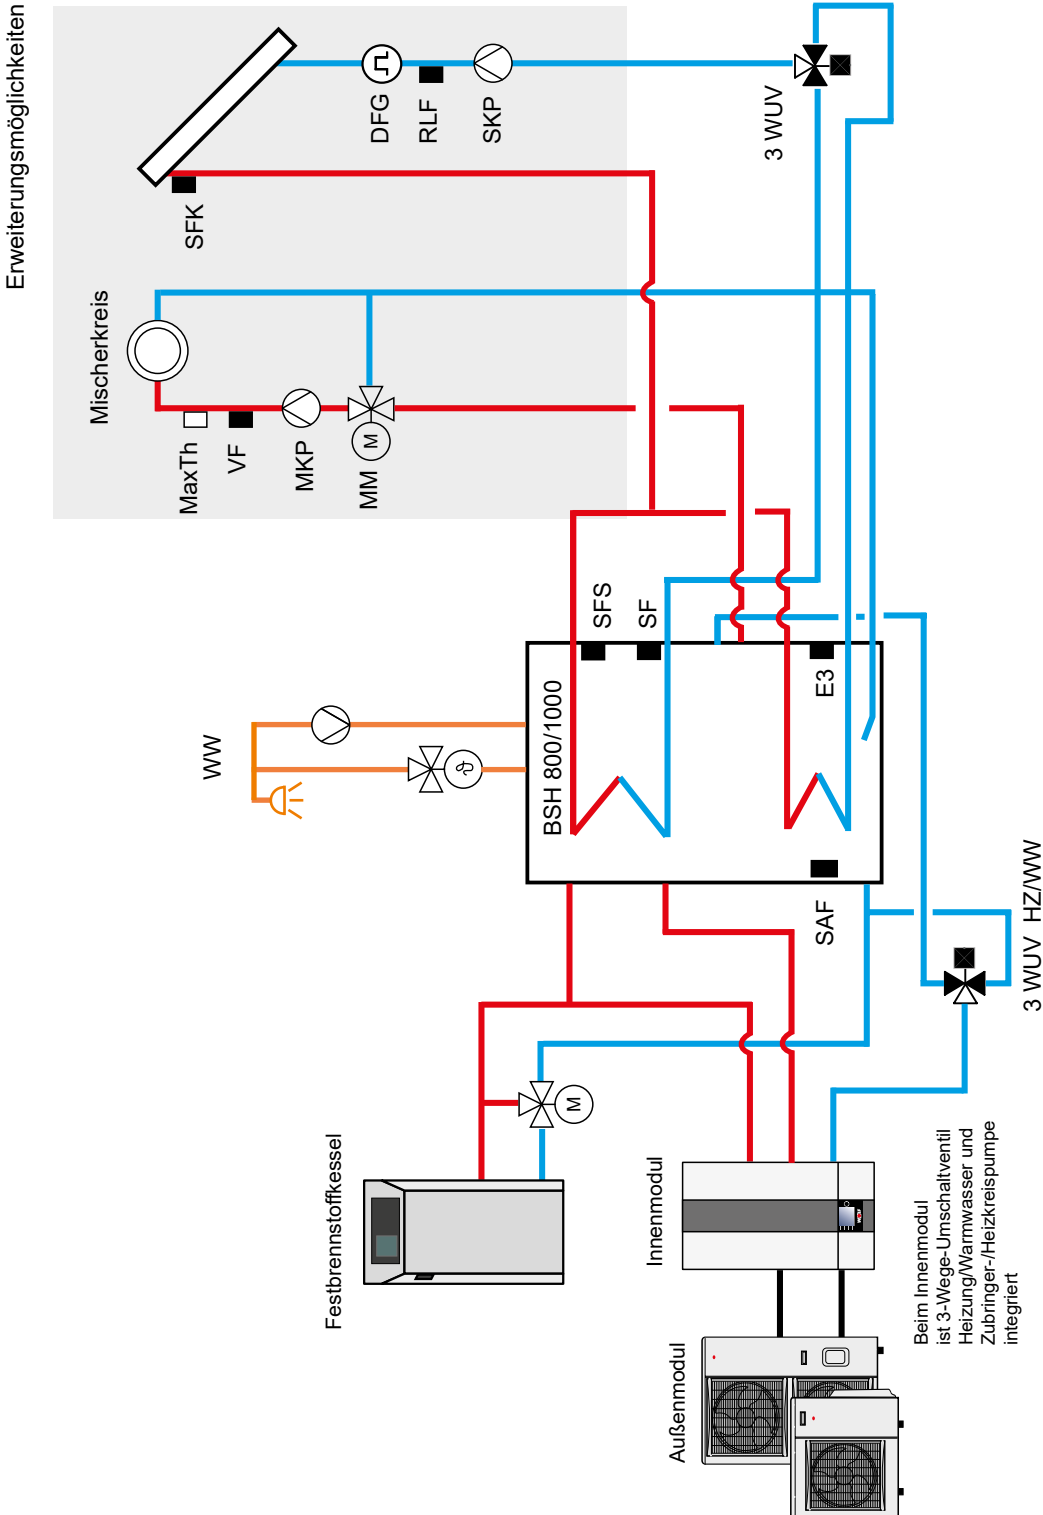 Erweiterungsmöglichkeiten
Mischerkreis
SFK
DFG
RLF
SKP
3 WUV
MaxTh
VF
MKP
MM
M
WW
ϑ
BSH 800/1000
SFS
SF
E3
SAF
3 WUV HZ/WW
Festbrennstoffkessel
M
Innenmodul
Außenmodul
Beim Innenmodul
ist 3-Wege-Umschaltventil
Heizung/Warmwasser und
Zubringer-/Heizkreispumpe
integriert